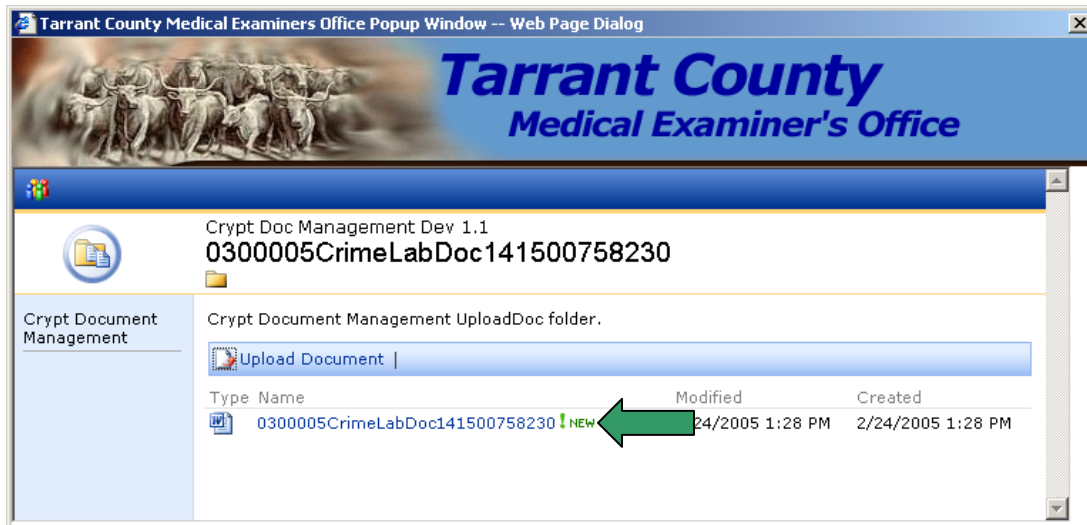 Tarrant County Medical Examiners Office Popup Window -- Web Page Dialog
Tarrant County
Medical Examiner's Office
Crypt Doc Management Dev 1.1
0300005CrimeLabDoc141500758230
Crypt Document Management
Crypt Document Management UploadDoc folder.
Upload Document |
Type Name Modified Created
0300005CrimeLabDoc141500758230 ! NEW 24/2005 1:28 PM 2/24/2005 1:28 PM